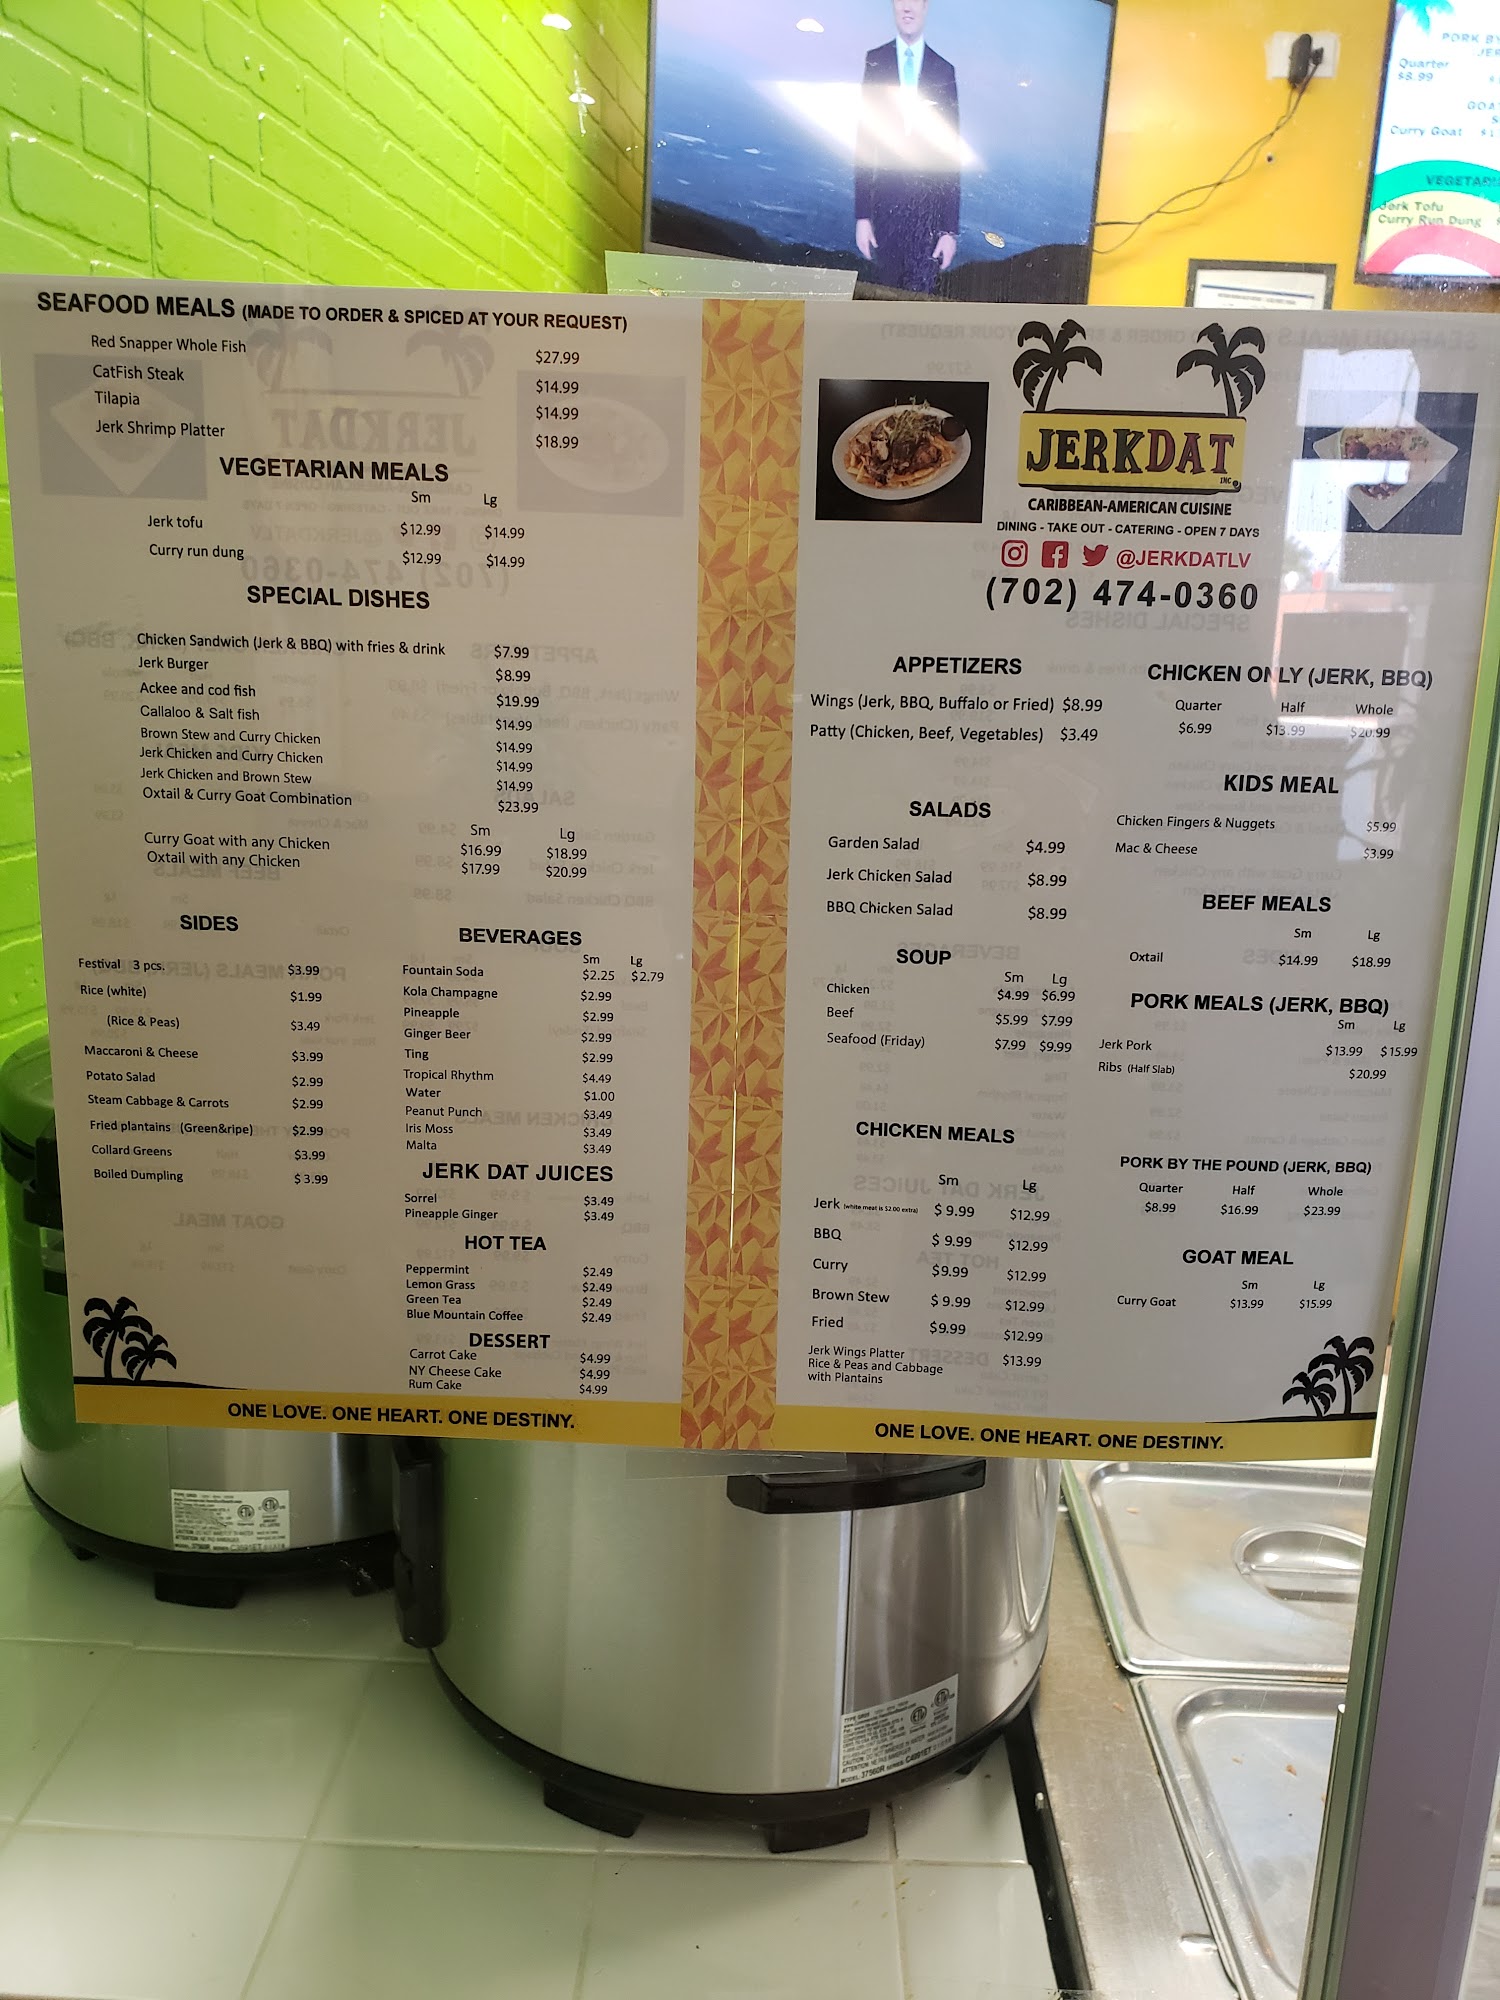 SEAFOOD MEALS (MADE TO ORDER & SPICED AT YOUR REQUEST)
Red Snapper Whole Fish $27.99
CatFish Steak $14.99
Tilapia $14.99
Jerk Shrimp Platter $18.99
VEGETARIAN MEALS
Sm Lg
Jerk tofu $12.99 $14.99
Curry run dung $12.99 $14.99
SPECIAL DISHES
Chicken Sandwich (Jerk & BBQ) with fries & drink $7.99
Jerk Burger $8.99
Ackee and cod fish $19.99
Callaloo & Salt fish $14.99
Brown Stew and Curry Chicken $14.99
Jerk Chicken and Curry Chicken $14.99
Jerk Chicken and Brown Stew $14.99
Oxtail & Curry Goat Combination $23.99
Sm Lg
Curry Goat with any Chicken $16.99 $18.99
Oxtail with any Chicken $17.99 $20.99
SIDES
Festival 3 pcs. $3.99
Rice (white) $1.99
(Rice & Peas) $3.49
Maccaroni & Cheese $3.99
Potato Salad $2.99
Steam Cabbage & Carrots $2.99
Fried plantains (Green&ripe) $2.99
Collard Greens $3.99
Boiled Dumpling $ 3.99
BEVERAGES
Sm Lg
Fountain Soda $2.25 $2.79
Kola Champagne $2.99
Pineapple $2.99
Ginger Beer $2.99
Ting $2.99
Tropical Rhythm $4.49
Water $1.00
Peanut Punch $3.49
Iris Moss $3.49
Malta $3.49
JERK DAT JUICES
Sorrel $3.49
Pineapple Ginger $3.49
HOT TEA
Peppermint $2.49
Lemon Grass $2.49
Green Tea $2.49
Blue Mountain Coffee $2.49
DESSERT
Carrot Cake $4.99
NY Cheese Cake $4.99
Rum Cake $4.99
ONE LOVE. ONE HEART. ONE DESTINY.
JERKDAT INC.
CARIBBEAN-AMERICAN CUISINE
DINING - TAKE OUT - CATERING - OPEN 7 DAYS
@JERKDATLV
(702) 474-0360
APPETIZERS
Wings (Jerk, BBQ, Buffalo or Fried) $8.99
Patty (Chicken, Beef, Vegetables) $3.49
SALADS
Garden Salad $4.99
Jerk Chicken Salad $8.99
BBQ Chicken Salad $8.99
SOUP
Sm Lg
Chicken $4.99 $6.99
Beef $5.99 $7.99
Seafood (Friday) $7.99 $9.99
CHICKEN MEALS
Sm Lg
Jerk (white meat is $2.00 extra) $ 9.99 $12.99
BBQ $ 9.99 $12.99
Curry $9.99 $12.99
Brown Stew $ 9.99 $12.99
Fried $9.99 $12.99
Jerk Wings Platter $13.99
Rice & Peas and Cabbage
with Plantains
CHICKEN ONLY (JERK, BBQ)
Quarter Half Whole
$6.99 $13.99 $20.99
KIDS MEAL
Chicken Fingers & Nuggets $5.99
Mac & Cheese $3.99
BEEF MEALS
Sm Lg
Oxtail $14.99 $18.99
PORK MEALS (JERK, BBQ)
Sm Lg
Jerk Pork $13.99 $15.99
Ribs (Half Slab) $20.99
PORK BY THE POUND (JERK, BBQ)
Quarter Half Whole
$8.99 $16.99 $23.99
GOAT MEAL
Sm Lg
Curry Goat $13.99 $15.99
ONE LOVE. ONE HEART. ONE DESTINY.
PORK BY
Quarter
$8.99
Curry Goat
Jerk Tofu
Curry Run Dung